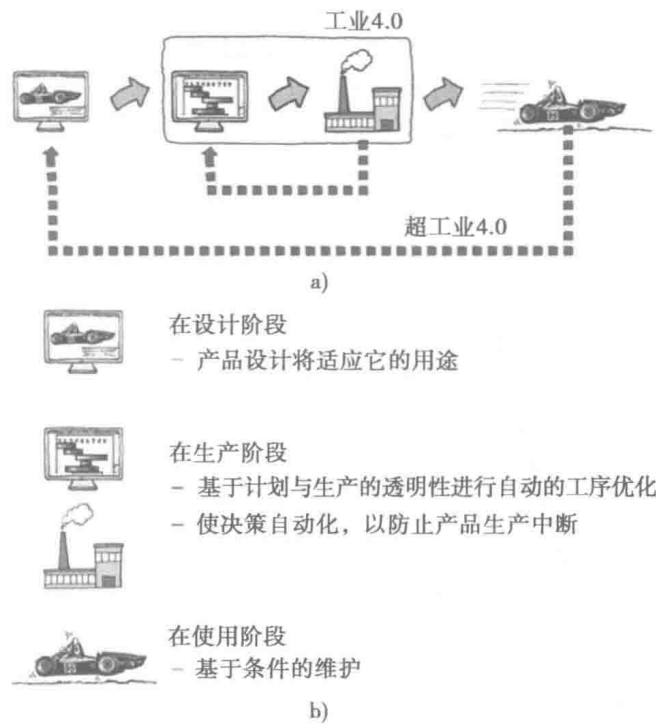 工业4.0
超工业4.0
a)
在设计阶段
- 产品设计将适应它的用途
在生产阶段
- 基于计划与生产的透明性进行自动的工序优化
- 使决策自动化，以防止产品生产中断
在使用阶段
- 基于条件的维护
b)